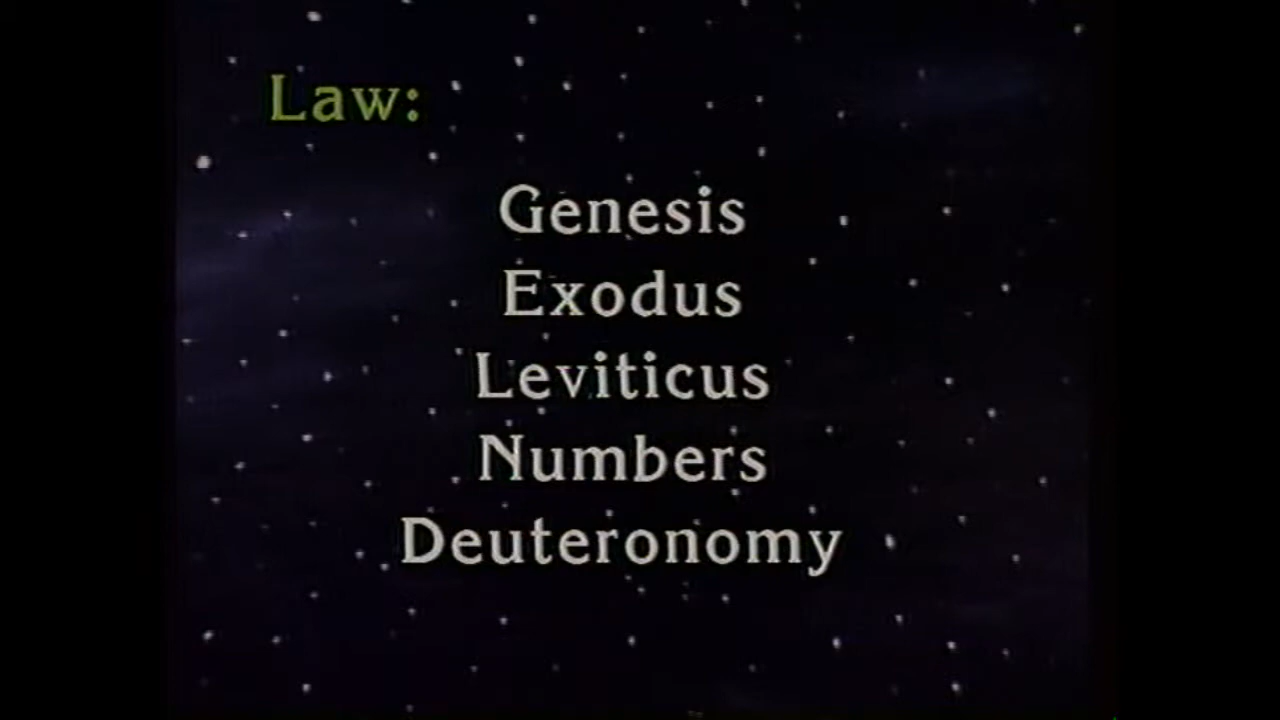 Law:
Genesis
Exodus
Leviticus
Numbers
Deuteronomy